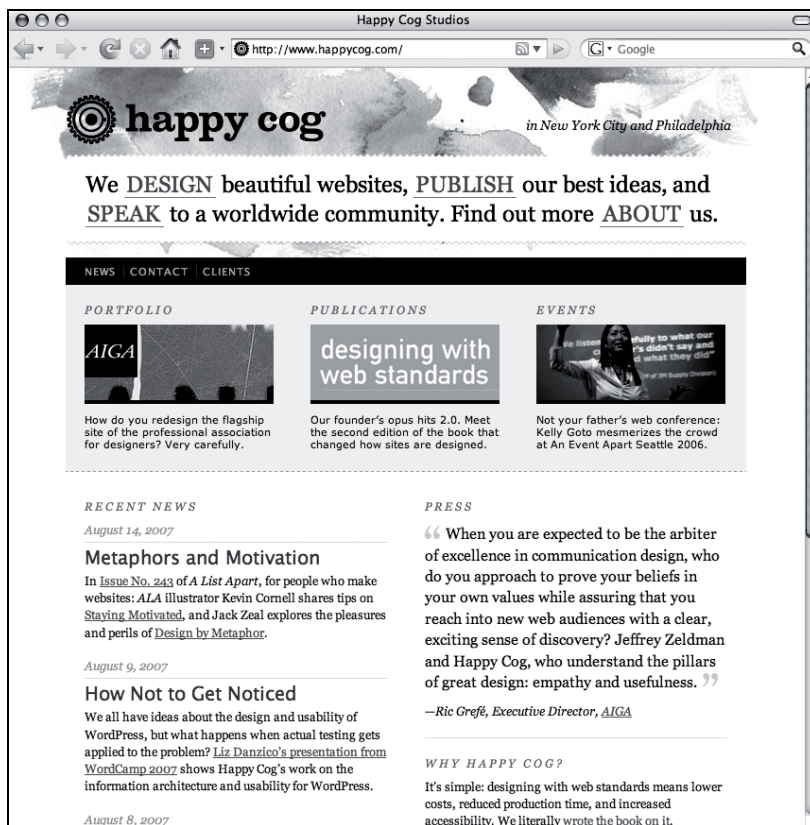 Happy Cog Studios
http://www.happycog.com/
G Google
happy cog
in New York City and Philadelphia
We DESIGN beautiful websites, PUBLISH our best ideas, and
SPEAK to a worldwide community. Find out more ABOUT us.
NEWS CONTACT CLIENTS
PORTFOLIO
AIGA
How do you redesign the flagship
site of the professional association
for designers? Very carefully.
PUBLICATIONS
designing with
web standards
Our founder's opus hits 2.0. Meet
the second edition of the book that
changed how sites are designed.
EVENTS
to what our
didn't say and
what they did"
Not your father's web conference:
Kelly Goto mesmerizes the crowd
at An Event Apart Seattle 2006.
RECENT NEWS
August 14, 2007
Metaphors and Motivation
In Issue No. 243 of A List Apart, for people who make
websites: ALA illustrator Kevin Cornell shares tips on
Staying Motivated, and Jack Zeal explores the pleasures
and perils of Design by Metaphor.
August 9, 2007
How Not to Get Noticed
We all have ideas about the design and usability of
WordPress, but what happens when actual testing gets
applied to the problem? Liz Danzico's presentation from
WordCamp 2007 shows Happy Cog's work on the
information architecture and usability for WordPress.
August 8, 2007
PRESS
“ When you are expected to be the arbiter
of excellence in communication design, who
do you approach to prove your beliefs in
your own values while assuring that you
reach into new web audiences with a clear,
exciting sense of discovery? Jeffrey Zeldman
and Happy Cog, who understand the pillars
of great design: empathy and usefulness. ”
—Ric Grefé, Executive Director, AIGA
WHY HAPPY COG?
It's simple: designing with web standards means lower
costs, reduced production time, and increased
accessibility. We literally wrote the book on it.